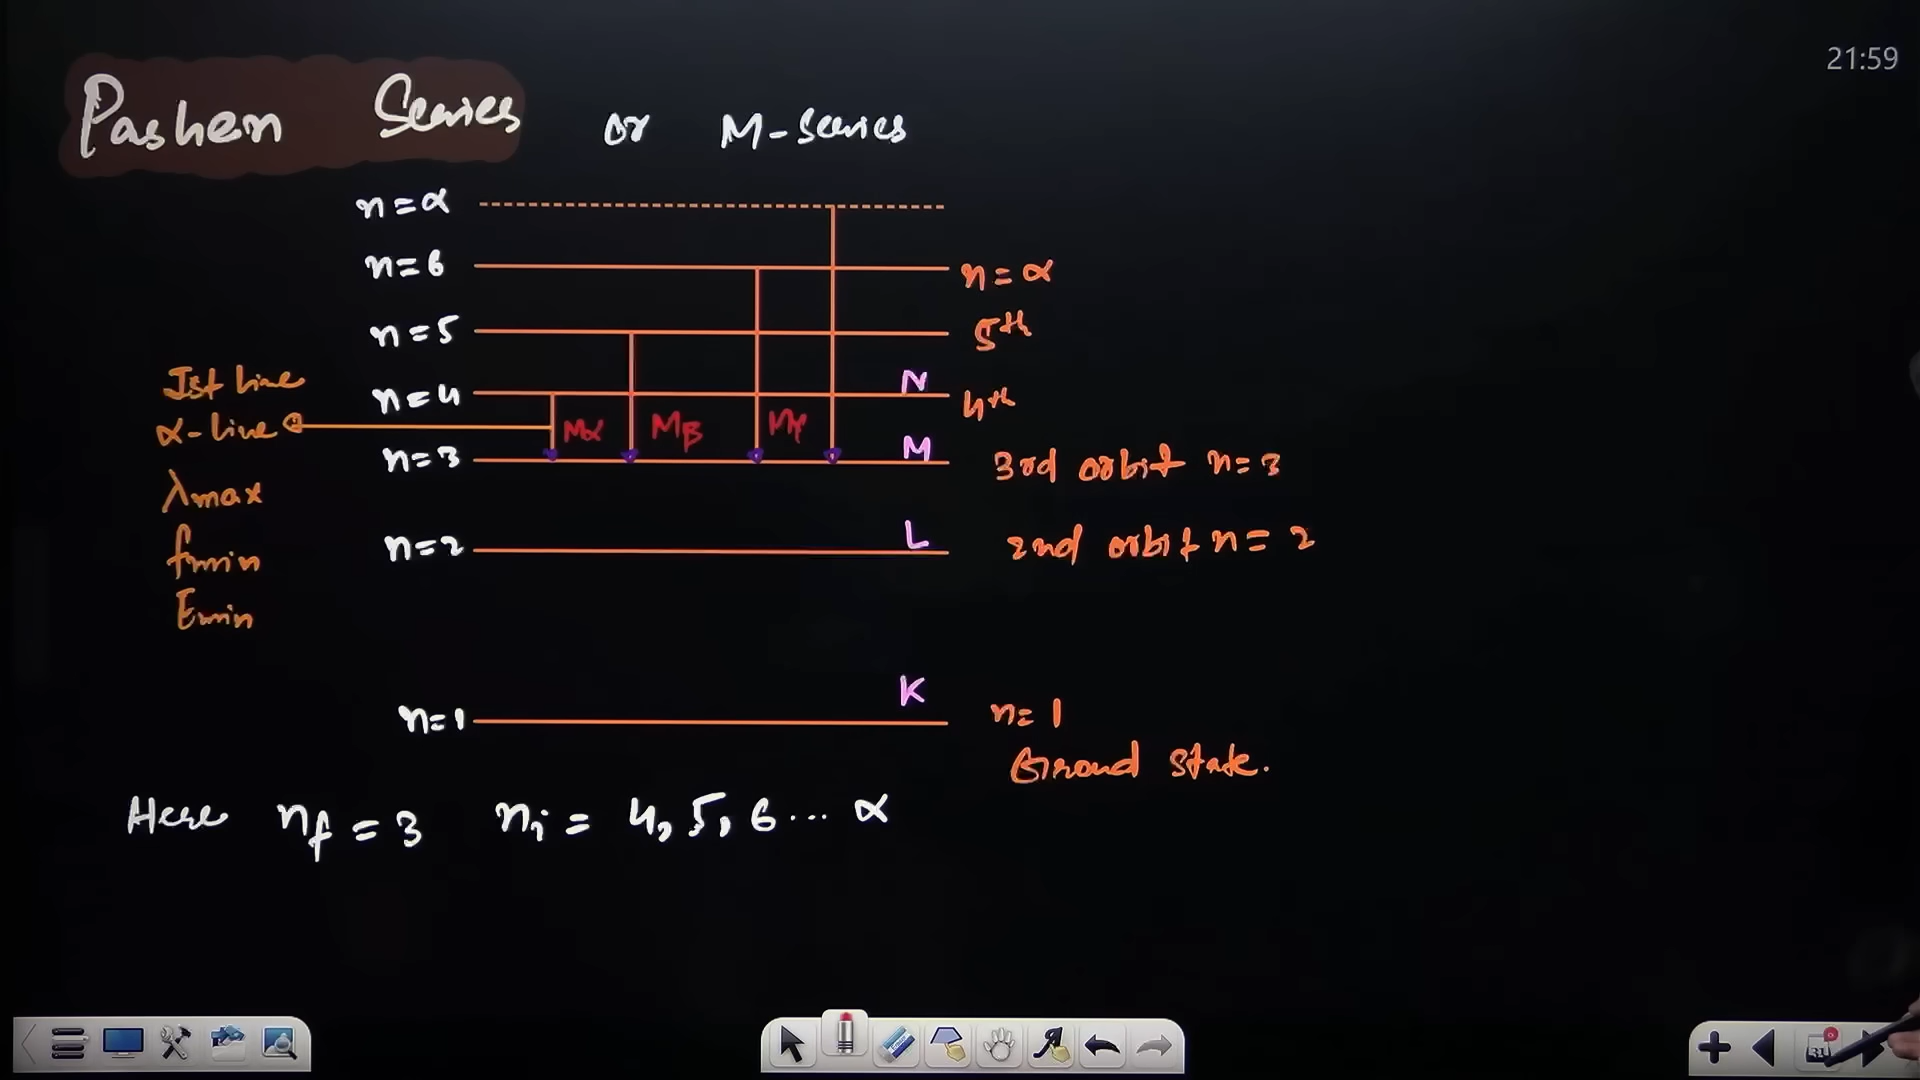 21:59
Pashen Series or M-Series
n=α
n=6 n=α
n=5 5th
Ist line n=4 N 4th
α-line Mα Mβ Mγ
n=3 M 3rd orbit n=3
λmax
fmin n=2 L 2nd orbit n=2
Emin
K
n=1 n=1
Ground state.
Here nf=3 ni= 4,5,6... α